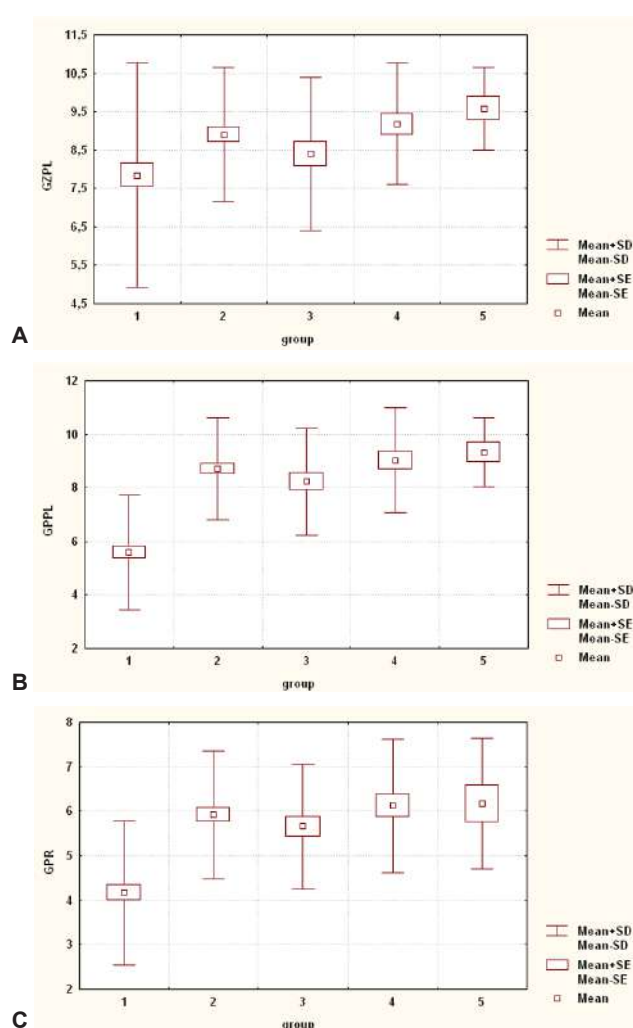 11,5
10,5
9,5
8,5
7,5
6,5
5,5
4,5
GZPL
1 2 3 4 5
group
Mean+SD
Mean-SD
Mean+SE
Mean-SE
Mean
A
12
10
8
6
4
2
GPPL
1 2 3 4 5
group
Mean+SD
Mean-SD
Mean+SE
Mean-SE
Mean
B
8
7
6
5
4
3
2
GPR
1 2 3 4 5
group
Mean+SD
Mean-SD
Mean+SE
Mean-SE
Mean
C